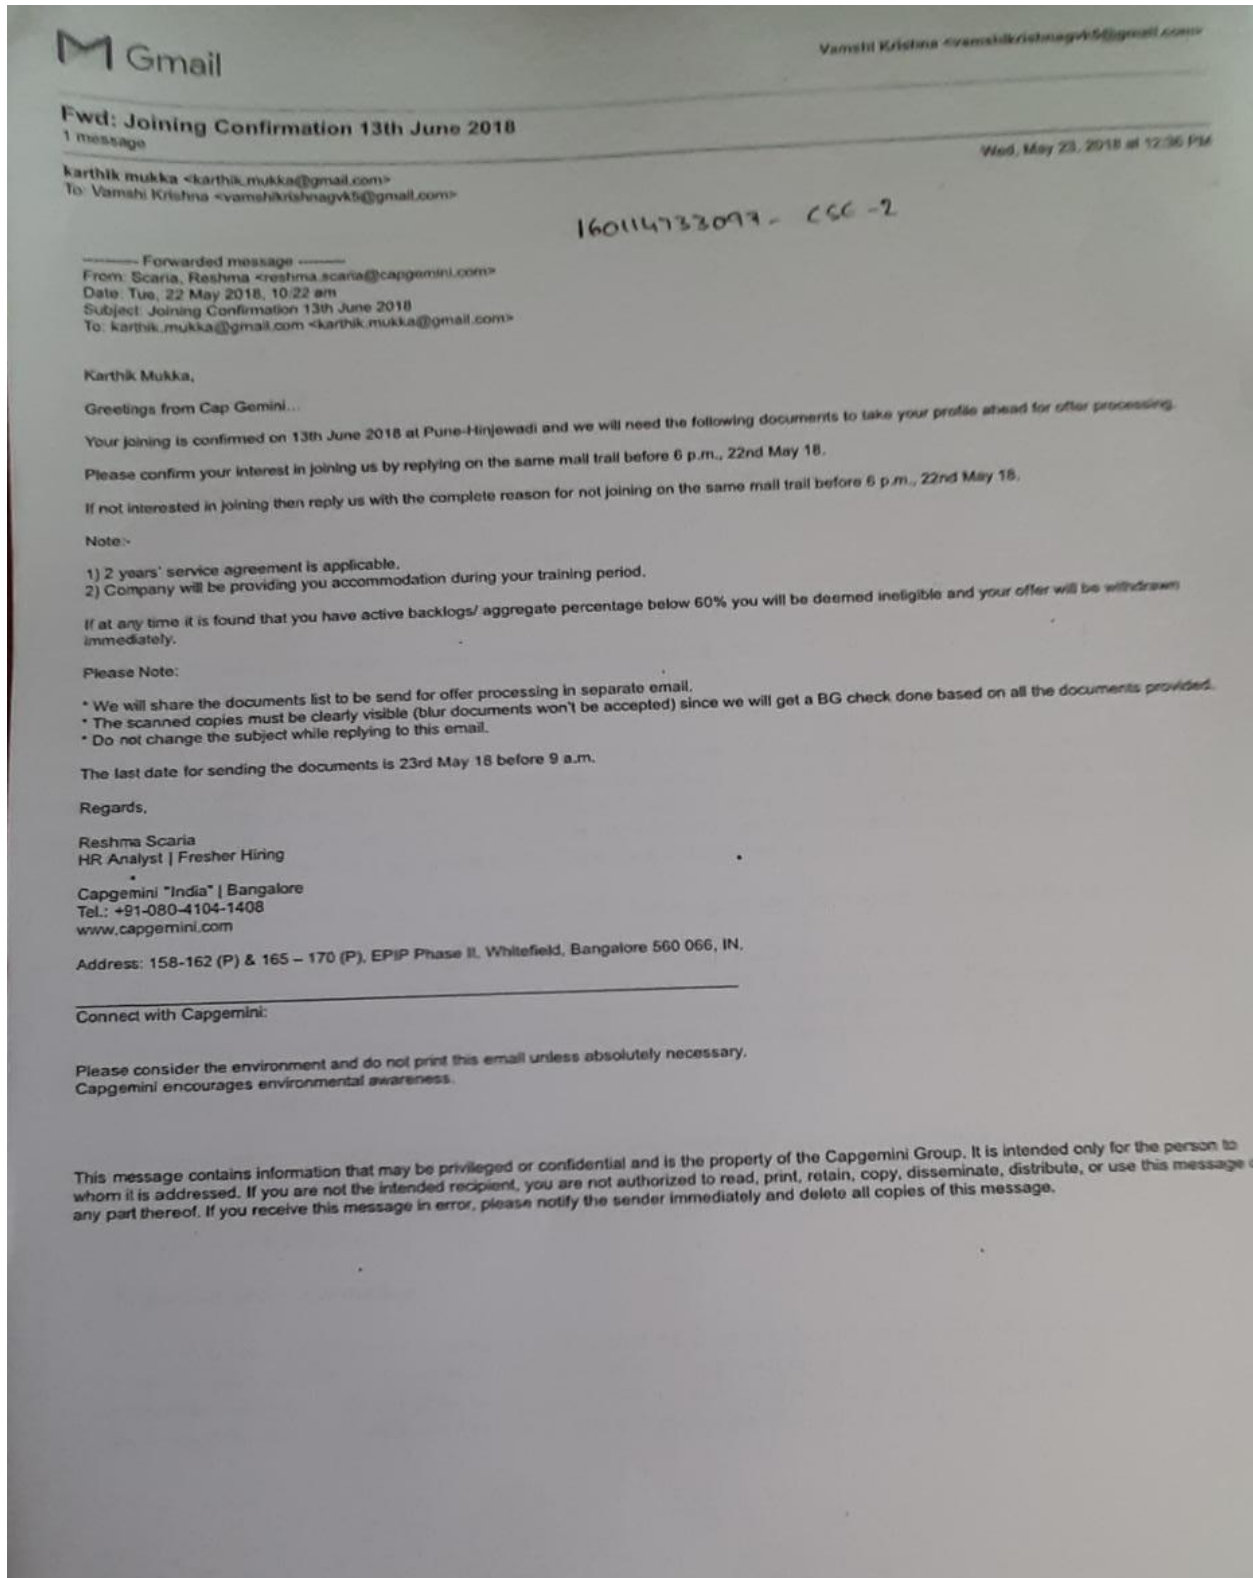 Gmail
Vamshi Krishna <vamshikrishnagvk5@gmail.com>
Fwd: Joining Confirmation 13th June 2018
1 message
Wed, May 23, 2018 at 12:36 PM
karthik mukka <karthik.mukka@gmail.com>
To: Vamshi Krishna <vamshikrishnagvk5@gmail.com>
160114733097- CSC -2
---------- Forwarded message ----------
From: Scaria, Reshma <reshma.scaria@capgemini.com>
Date: Tue, 22 May 2018, 10:22 am
Subject: Joining Confirmation 13th June 2018
To: karthik.mukka@gmail.com <karthik.mukka@gmail.com>
Karthik Mukka,
Greetings from Cap Gemini...
Your joining is confirmed on 13th June 2018 at Pune-Hinjewadi and we will need the following documents to take your profile ahead for offer processing.
Please confirm your interest in joining us by replying on the same mail trail before 6 p.m., 22nd May 18.
If not interested in joining then reply us with the complete reason for not joining on the same mail trail before 6 p.m., 22nd May 18.
Note:-
1) 2 years' service agreement is applicable.
2) Company will be providing you accommodation during your training period.
If at any time it is found that you have active backlogs/ aggregate percentage below 60% you will be deemed ineligible and your offer will be withdrawn
immediately.
Please Note:
* We will share the documents list to be send for offer processing in separate email.
* The scanned copies must be clearly visible (blur documents won't be accepted) since we will get a BG check done based on all the documents provided.
* Do not change the subject while replying to this email.
The last date for sending the documents is 23rd May 18 before 9 a.m.
Regards,
Reshma Scaria
HR Analyst | Fresher Hiring
Capgemini "India" | Bangalore
Tel.: +91-080-4104-1408
www.capgemini.com
Address: 158-162 (P) & 165 – 170 (P), EPIP Phase II, Whitefield, Bangalore 560 066, IN.
Connect with Capgemini:
Please consider the environment and do not print this email unless absolutely necessary.
Capgemini encourages environmental awareness.
This message contains information that may be privileged or confidential and is the property of the Capgemini Group. It is intended only for the person to
whom it is addressed. If you are not the intended recipient, you are not authorized to read, print, retain, copy, disseminate, distribute, or use this message
any part thereof. If you receive this message in error, please notify the sender immediately and delete all copies of this message.